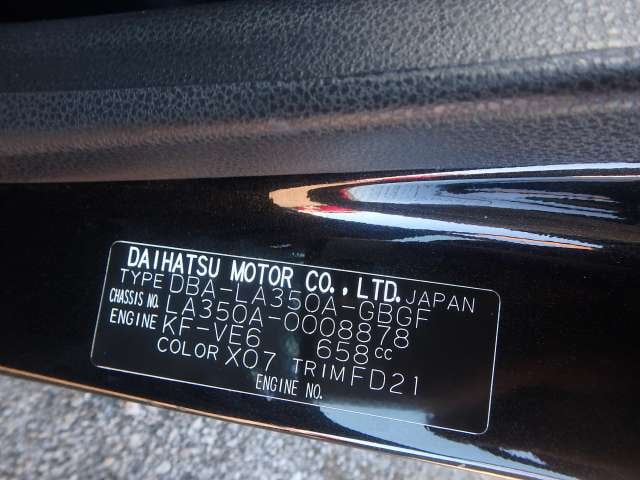 DAIHATSU MOTOR CO., LTD. JAPAN
TYPE DBA-LA350A-GBGF
CHASSIS NO. LA350A-0008878
ENGINE KF-VE6 658cc
COLOR X07 TRIM FD21
ENGINE NO.